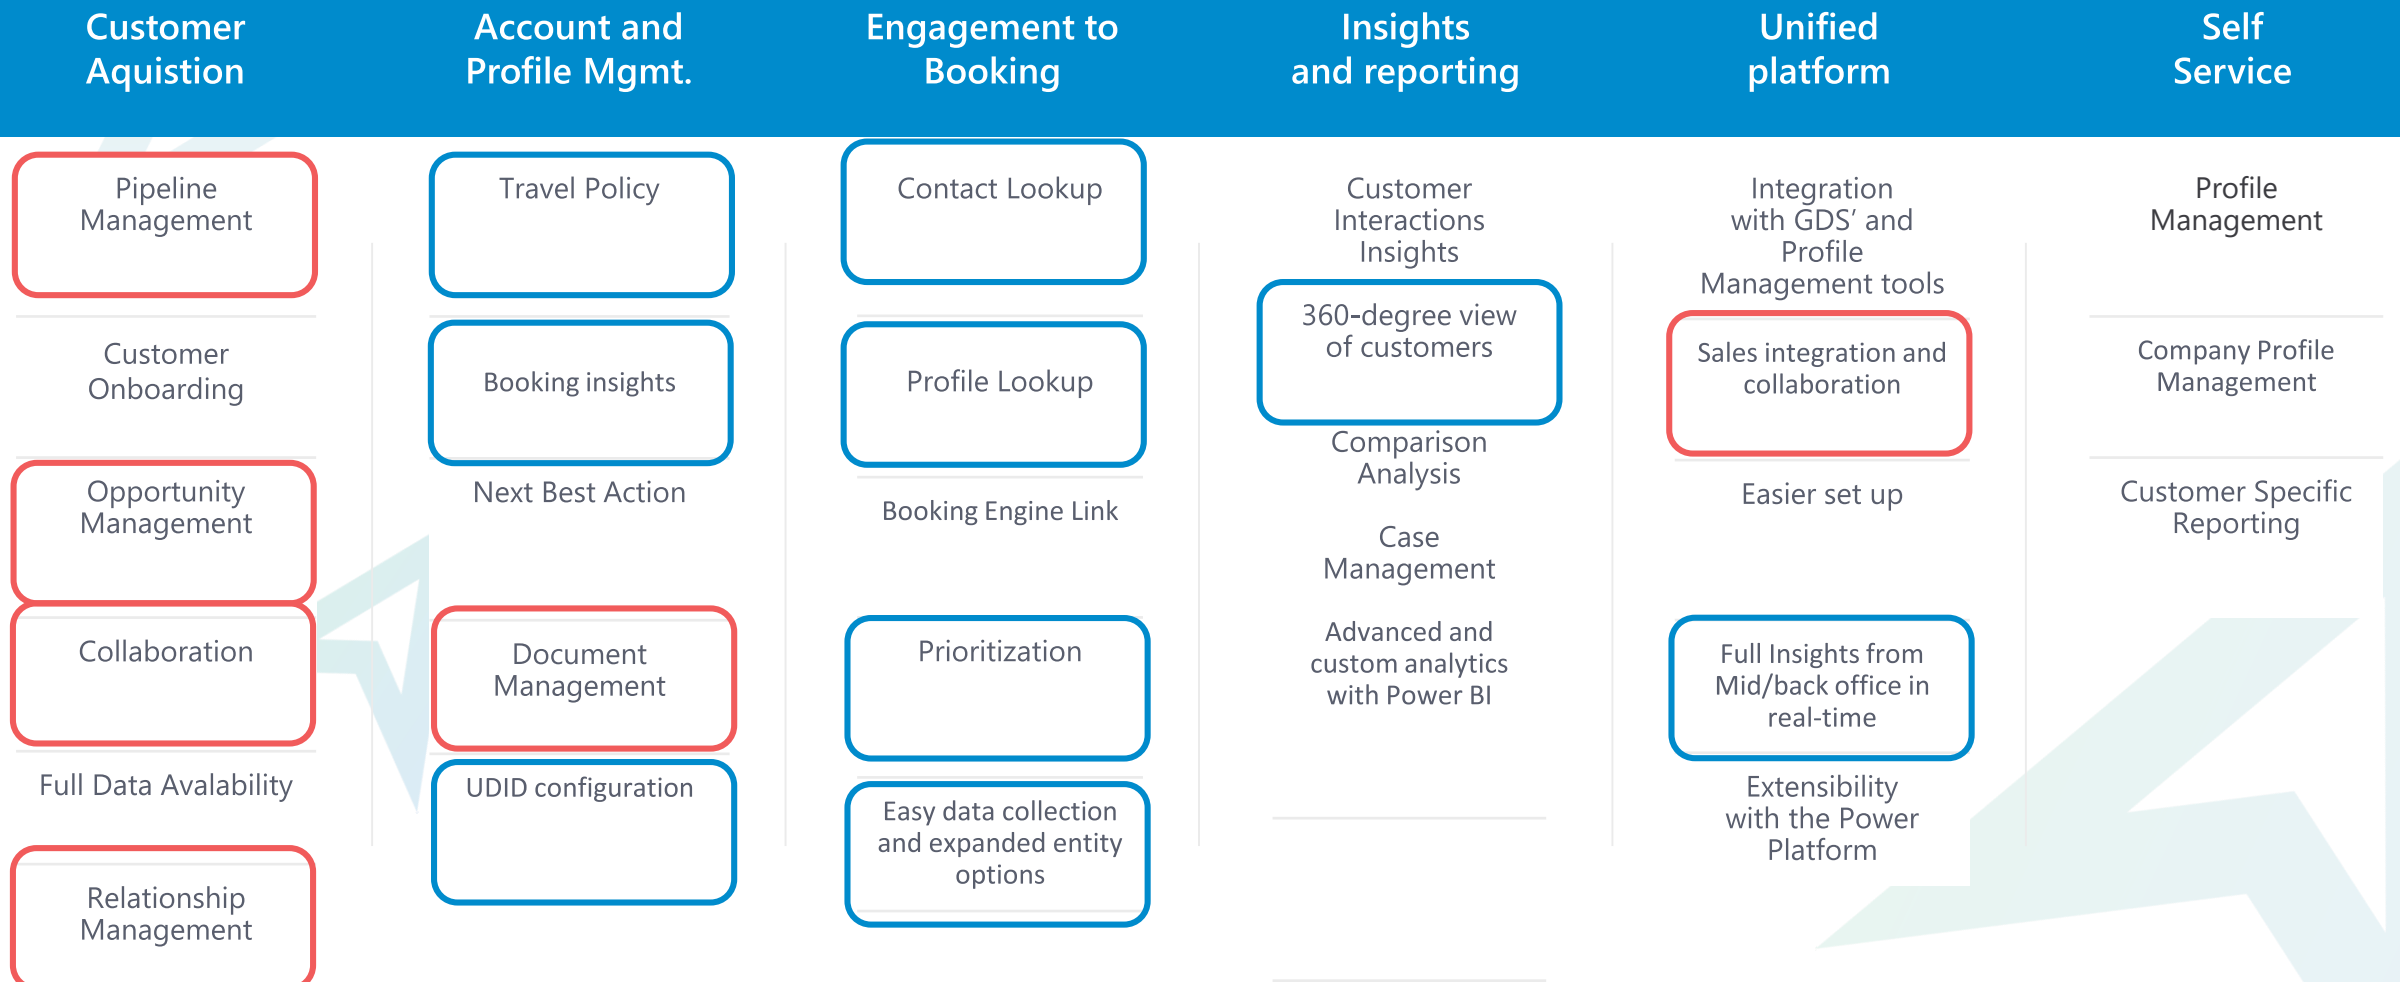 Customer
Aquistion
Account and
Profile Mgmt.
Engagement to
Booking
Insights
and reporting
Unified
platform
Self
Service
Pipeline
Management
Customer
Onboarding
Opportunity
Management
Collaboration
Full Data Avalability
Relationship
Management
Travel Policy
Booking insights
Next Best Action
Document
Management
UDID configuration
Contact Lookup
Profile Lookup
Booking Engine Link
Prioritization
Easy data collection
and expanded entity
options
Customer
Interactions
Insights
360-degree view
of customers
Comparison
Analysis
Case
Management
Advanced and
custom analytics
with Power BI
Integration
with GDS’ and
Profile
Management tools
Sales integration and
collaboration
Easier set up
Full Insights from
Mid/back office in
real-time
Extensibility
with the Power
Platform
Profile
Management
Company Profile
Management
Customer Specific
Reporting